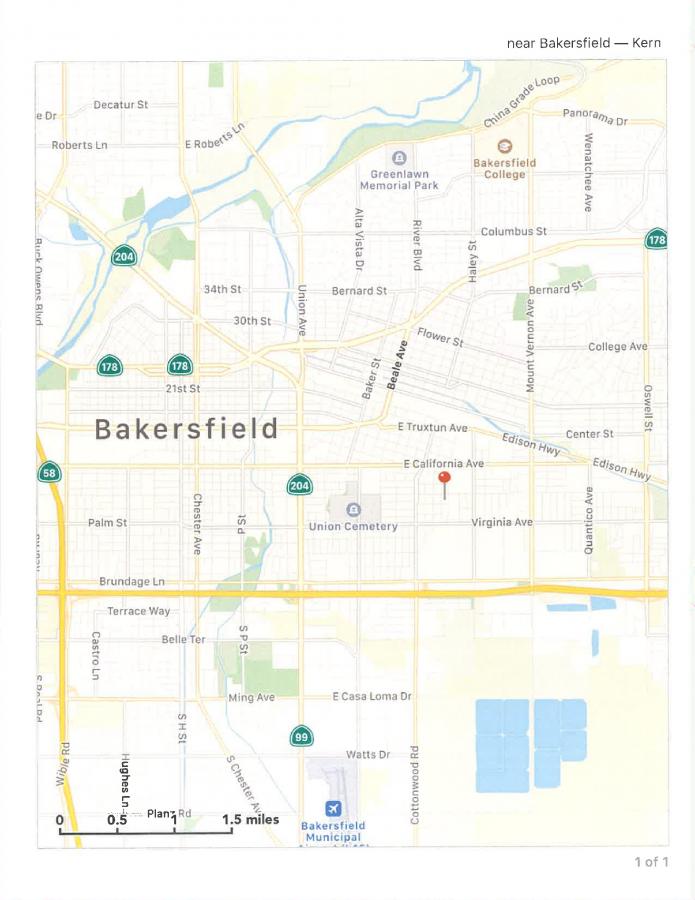 near Bakersfield — Kern
China Grade Loop
Decatur St
e Dr
Panorama Dr
Roberts Ln
E Roberts Ln
Wenatchee Ave
Bakersfield
College
Greenlawn
Memorial Park
Alta Vista Dr
River Blvd
Columbus St
Haley St
178
204
Buck Owens Blvd
34th St
Union Ave
Bernard St
Bernard St
30th St
Flower St
Mount Vernon Ave
College Ave
178
178
Baker St
Beale Ave
21st St
Oswell St
Bakersfield
E Truxtun Ave
Center St
Edison Hwy
E California Ave
Edison Hwy
58
204
Chester Ave
P St
Palm St
Union Cemetery
Virginia Ave
Quantico Ave
Brundage Ln
Terrace Way
Castro Ln
Belle Ter
S P St
Ming Ave
E Casa Loma Dr
S H St
99
Wible Rd
Hughes Ln
S Chester Av
Watts Dr
Cottonwood Rd
Planz Rd
0 0.5 1 1.5 miles
Bakersfield
Municipal
1 of 1